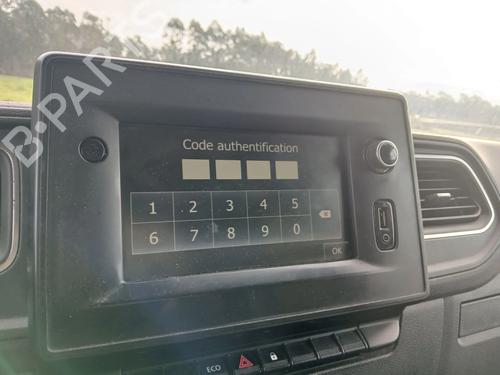 B-PARTS
Code authentification
1 2 3 4 5
6 7 8 9 0
OK
ECO